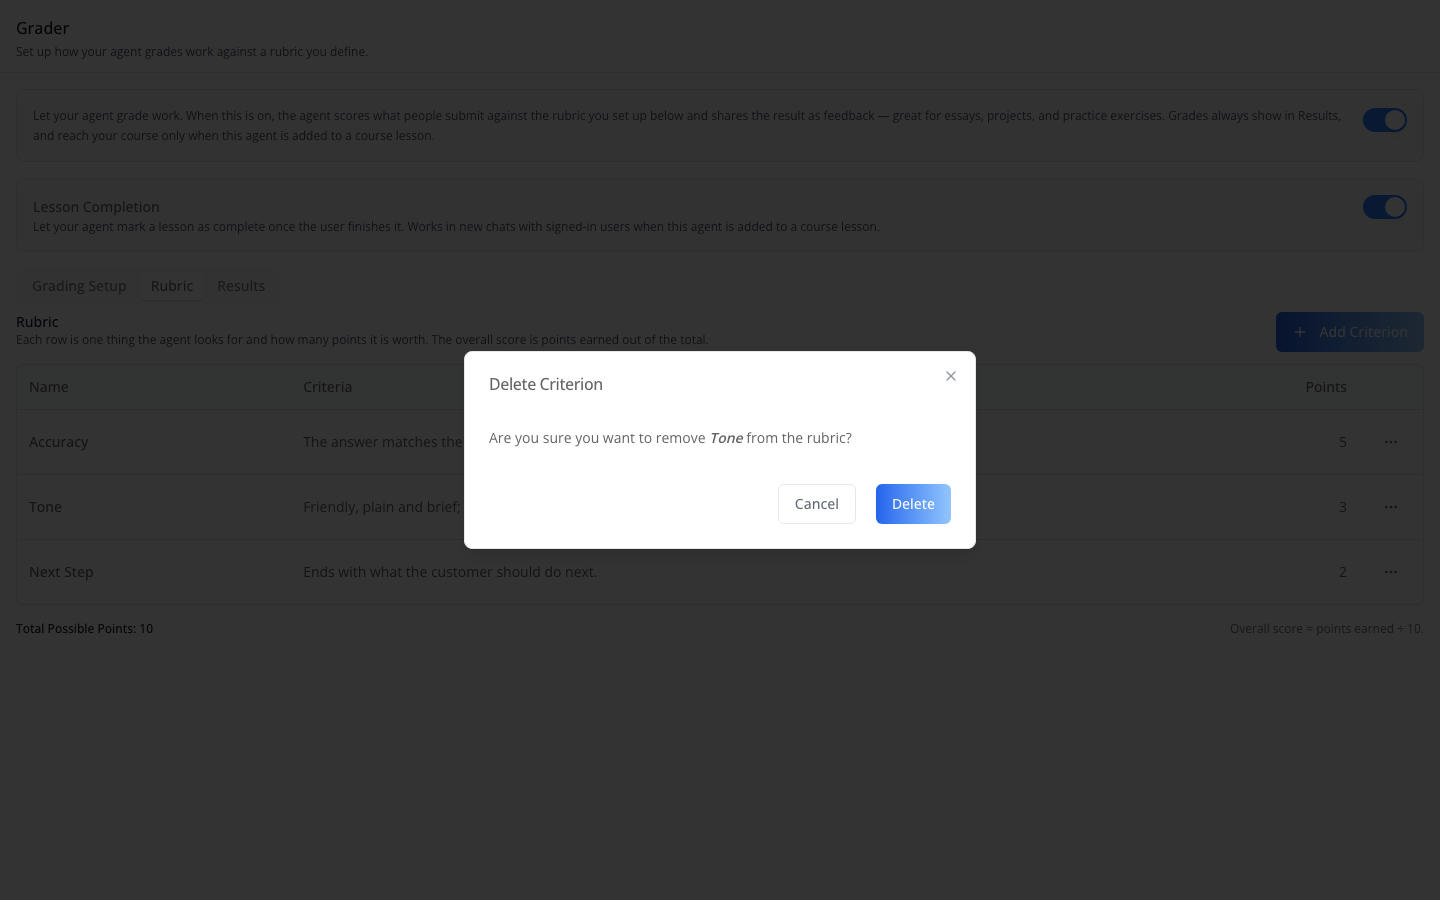 Grader
Set up how your agent grades work against a rubric you define.
Let your agent grade work. When this is on, the agent scores what people submit against the rubric you set up below and shares the result as feedback — great for essays, projects, and practice exercises. Grades always show in Results,
and reach your course only when this agent is added to a course lesson.
Lesson Completion
Let your agent mark a lesson as complete once the user finishes it. Works in new chats with signed-in users when this agent is added to a course lesson.
Grading Setup Rubric Results
Rubric
Each row is one thing the agent looks for and how many points it is worth. The overall score is points earned out of the total.
+ Add Criterion
Name Criteria Points
Accuracy The answer matches the 5
Tone Friendly, plain and brief; 3
Next Step Ends with what the customer should do next. 2
Total Possible Points: 10 Overall score = points earned ÷ 10.
Delete Criterion
Are you sure you want to remove Tone from the rubric?
Cancel Delete